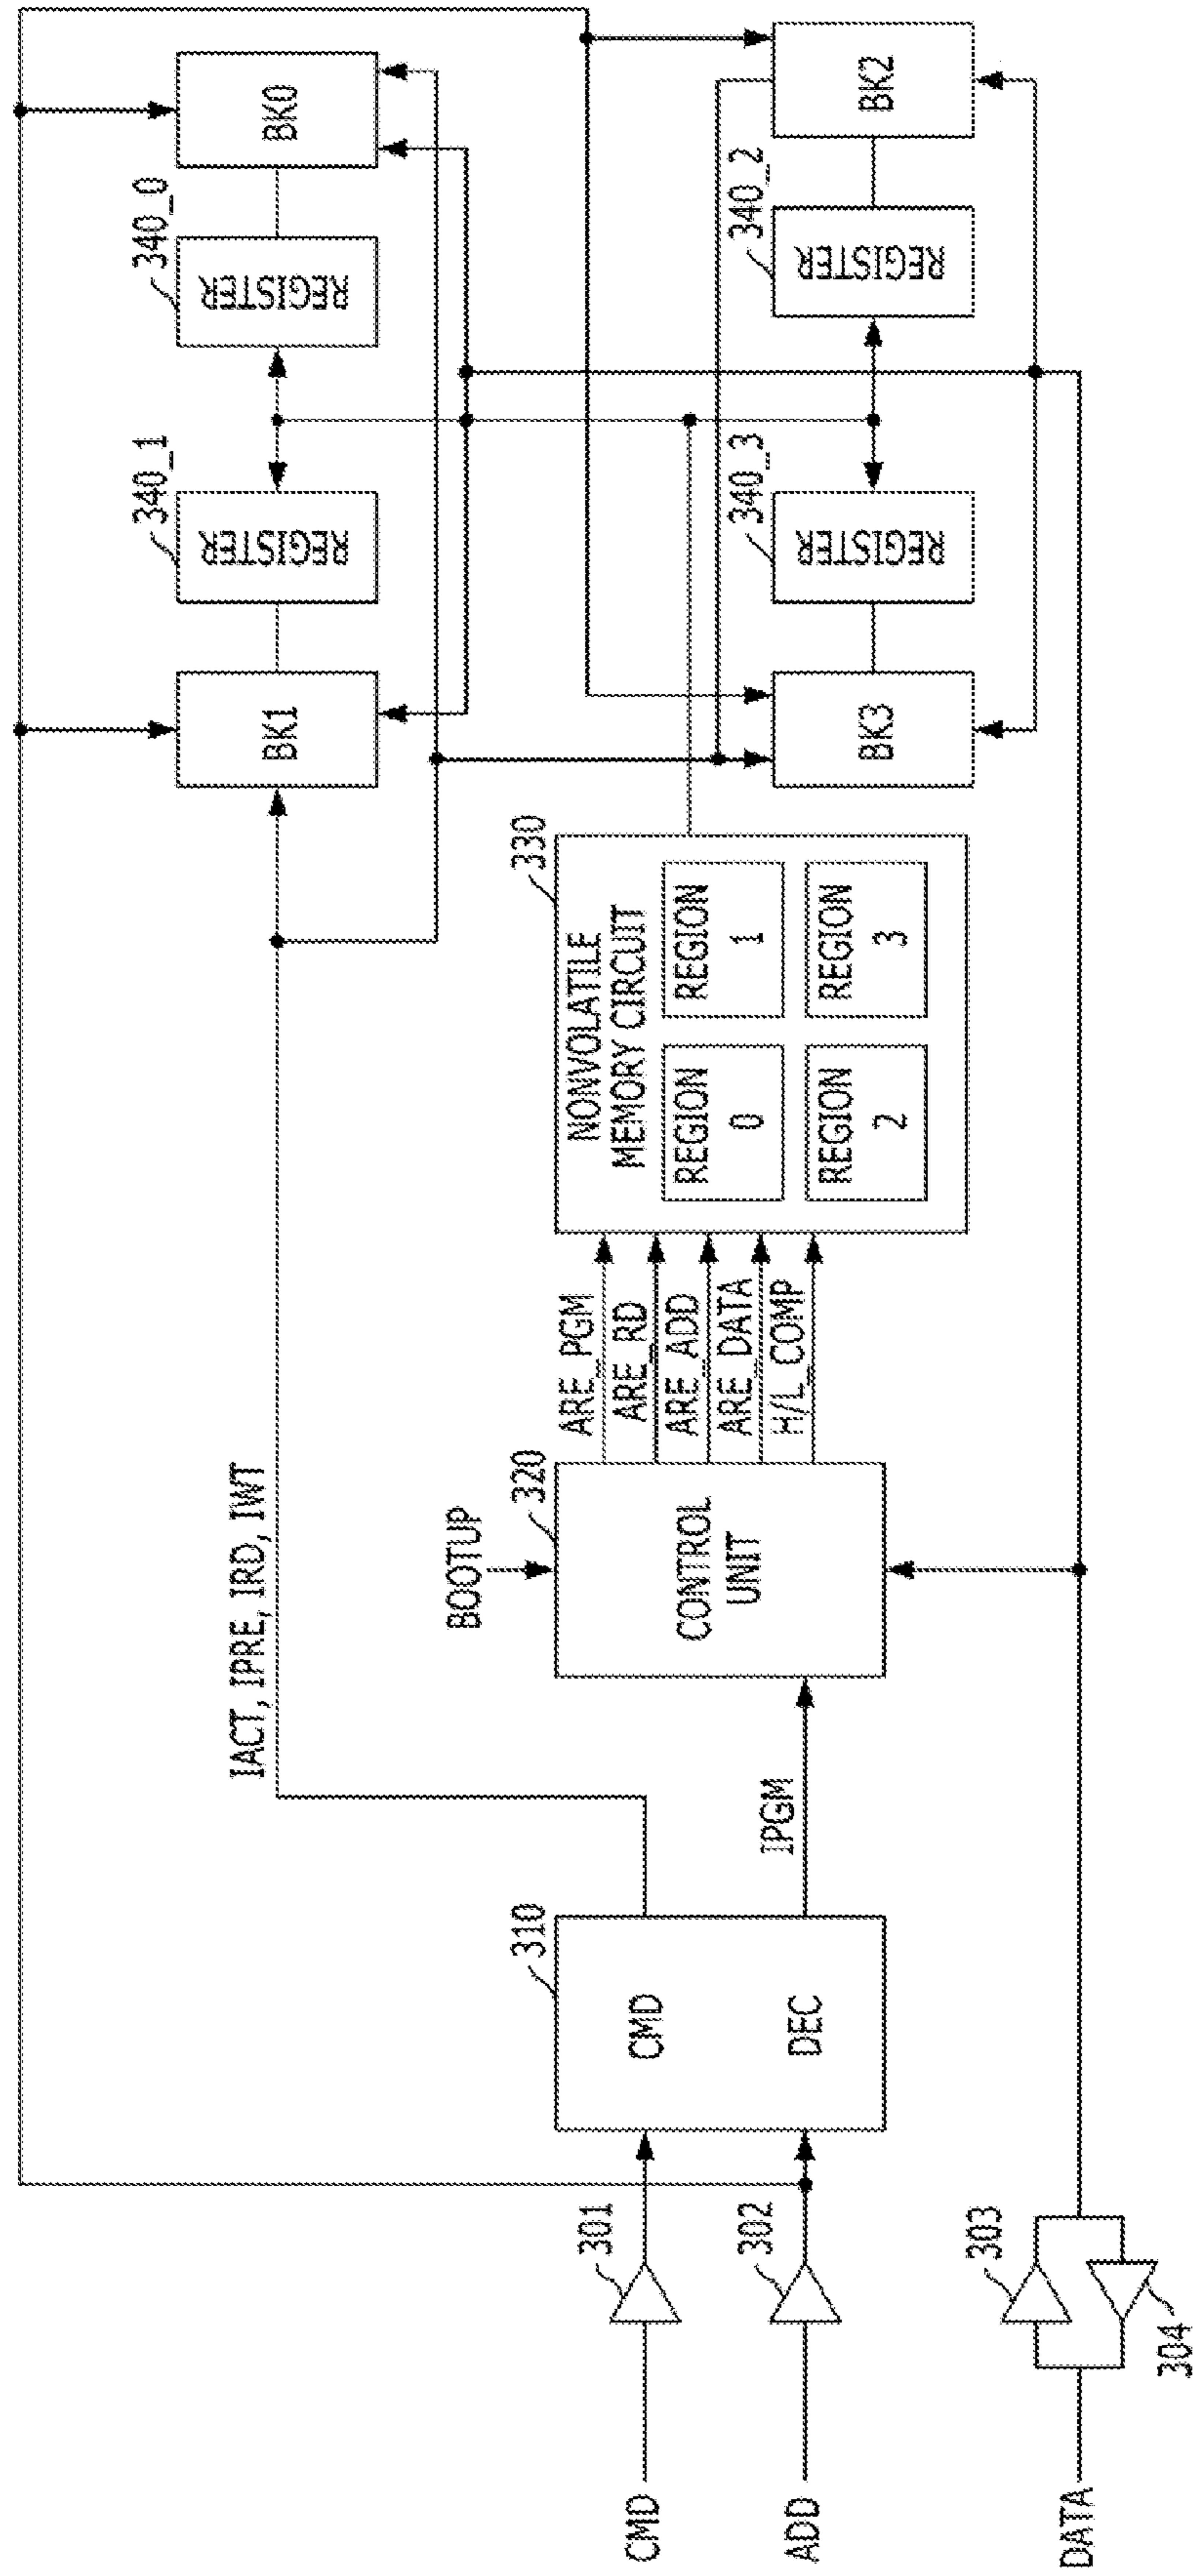 CMD
ADD
DATA
301
302
303
304
310
CMD
DEC
IACT, IPRE, IRD, IWT
IPGM
BOOTUP
320
CONTROL
UNIT
ARE_PGM
ARE_RD
ARE_ADD
ARE_DATA
H/L_COMP
330
NONVOLATILE
MEMORY CIRCUIT
REGION
0
REGION
1
REGION
2
REGION
3
BK1
340_1
REGISTER
340_0
REGISTER
BK0
BK3
340_3
REGISTER
340_2
REGISTER
BK2